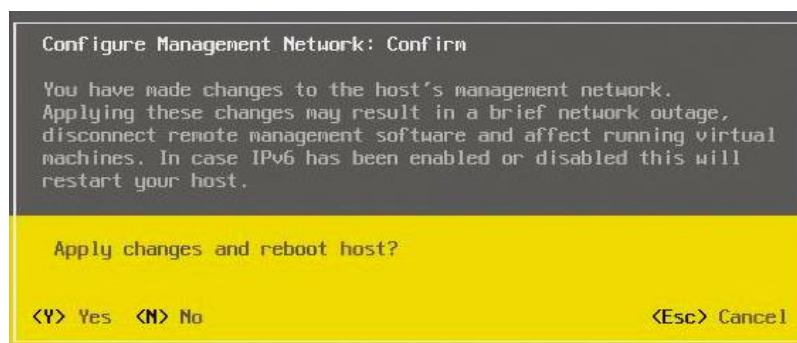 Configure Management Network: Confirm
You have made changes to the host's management network.
Applying these changes may result in a brief network outage,
disconnect remote management software and affect running virtual
machines. In case IPv6 has been enabled or disabled this will
restart your host.
Apply changes and reboot host?
<Y> Yes <N> No <Esc> Cancel